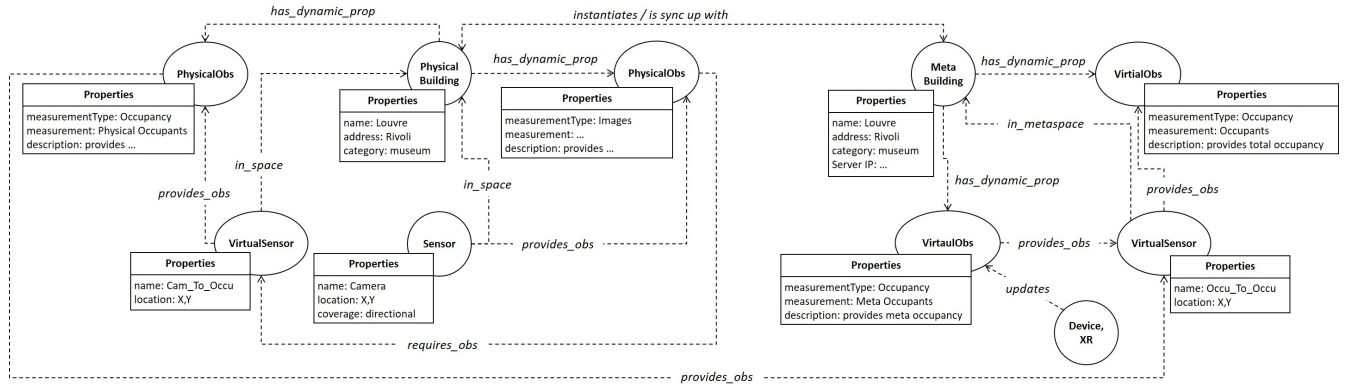 has_dynamic_prop
instantiates / is sync up with
PhysicalObs
Properties
measurementType: Occupancy
measurement: Physical Occupants
description: provides ...
Physical
Building
Properties
name: Louvre
address: Rivoli
category: museum
has_dynamic_prop
PhysicalObs
Properties
measurementType: Images
measurement: ...
description: provides ...
Meta
Building
Properties
name: Louvre
address: Rivoli
category: museum
Server IP: ...
has_dynamic_prop
VirtialObs
Properties
measurementType: Occupancy
measurement: Occupants
description: provides total occupancy
in_metaspace
in_space
provides_obs
in_space
has_dynamic_prop
provides_obs
VirtualSensor
Properties
name: Cam_To_Occu
location: X,Y
Sensor
Properties
name: Camera
location: X,Y
coverage: directional
provides_obs
VirtaulObs
Properties
measurementType: Occupancy
measurement: Meta Occupants
description: provides meta occupancy
provides_obs
VirtualSensor
Properties
name: Occu_To_Occu
location: X,Y
updates
Device,
XR
requires_obs
provides_obs